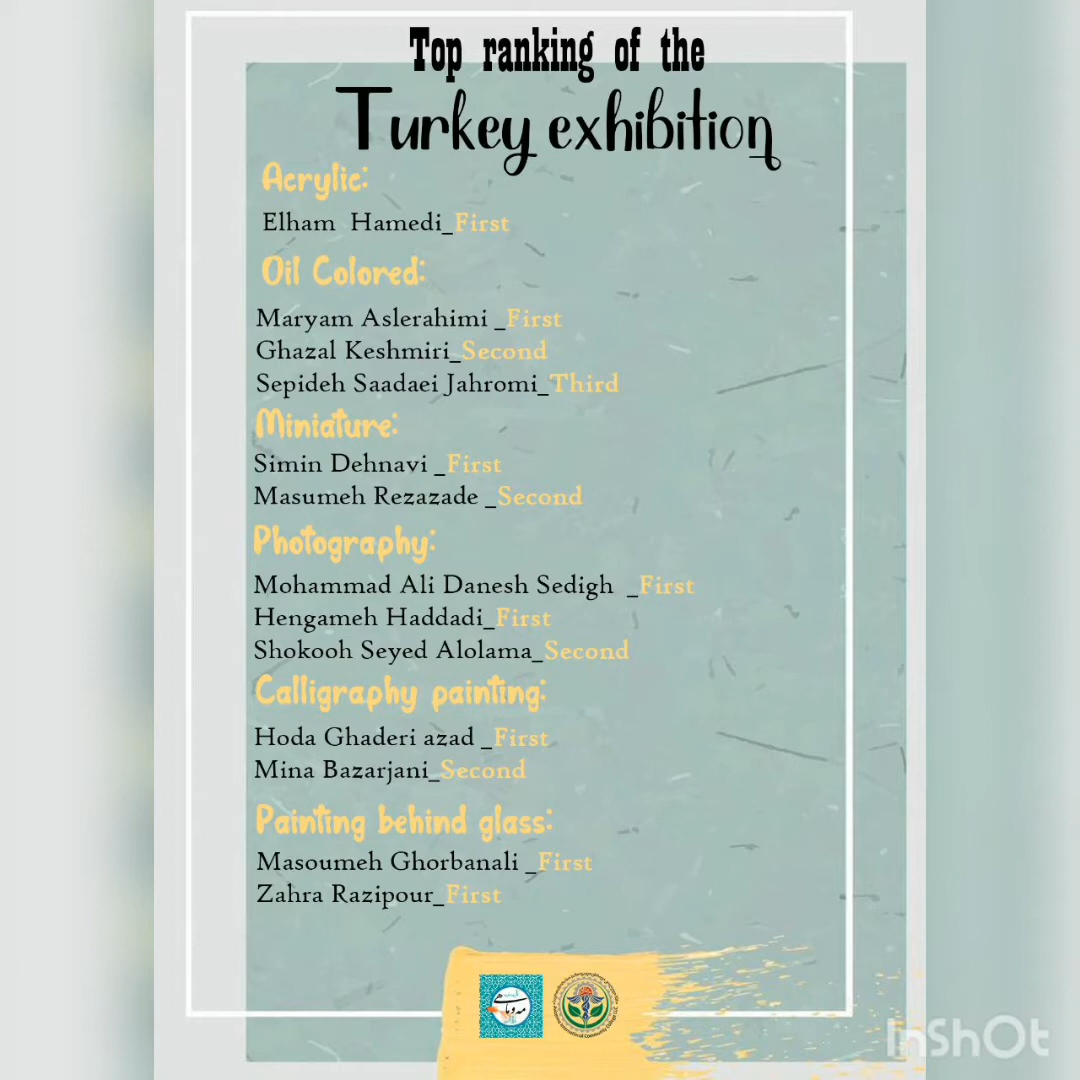 Top ranking of the
Turkey exhibition
Acrylic:
Elham Hamedi_First
Oil Colored:
Maryam Aslerahimi _First
Ghazal Keshmiri_Second
Sepideh Saadaei Jahromi_Third
Miniature:
Simin Dehnavi _First
Masumeh Rezazade _Second
Photography:
Mohammad Ali Danesh Sedigh _First
Hengameh Haddadi_First
Shokooh Seyed Alolama_Second
Calligraphy painting:
Hoda Ghaderi azad _First
Mina Bazarjani_Second
Painting behind glass:
Masoumeh Ghorbanali _First
Zahra Razipour_First
InShOt